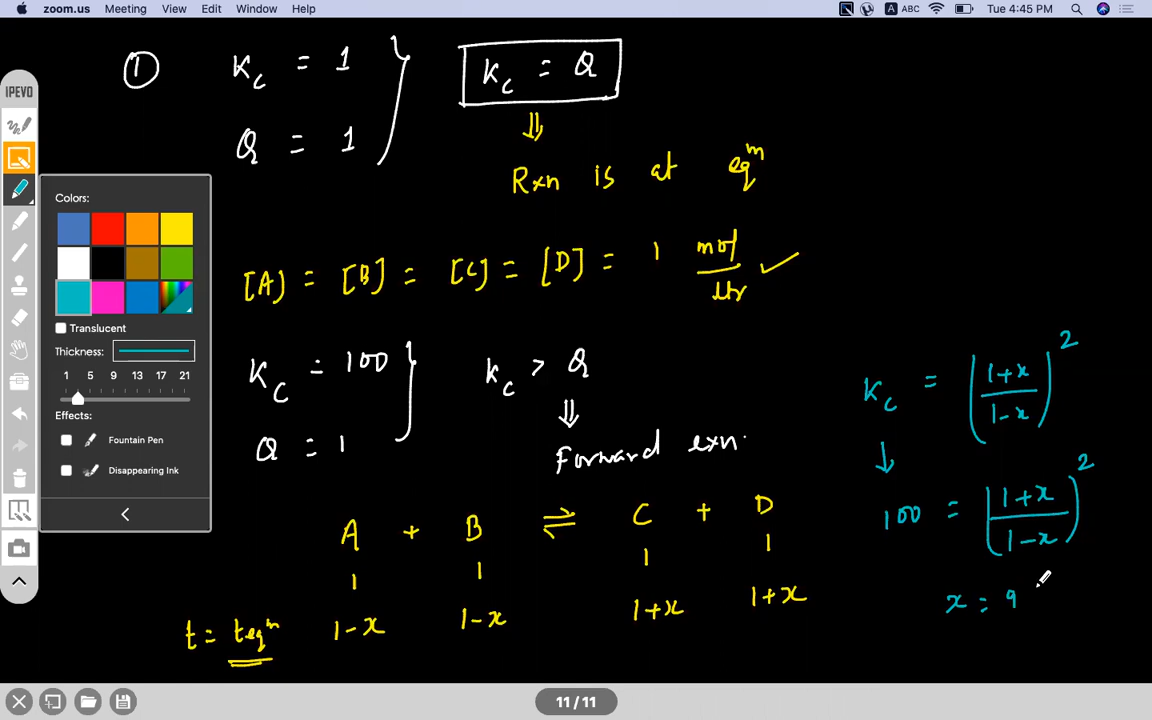 zoom.us Meeting View Edit Window Help ABC Tue 4:45 PM
① Kc = 1
Kc = Q
Q = 1
⇓
Rxn is at eqᵐ
[A] = [B] = [C] = [D] = 1 mol/ltr ✓
Kc = 100
Kc > Q
Q = 1
⇓
Forward rxn.
A + B ⇌ C + D
1 1 1 1
t = teqᵐ 1-x 1-x 1+x 1+x
Kc = (1+x/1-x)²
↓
100 = (1+x/1-x)²
x = 9
IPEVO
Colors:
Translucent
Thickness:
1 5 9 13 17 21
Effects:
Fountain Pen
Disappearing Ink
11/11